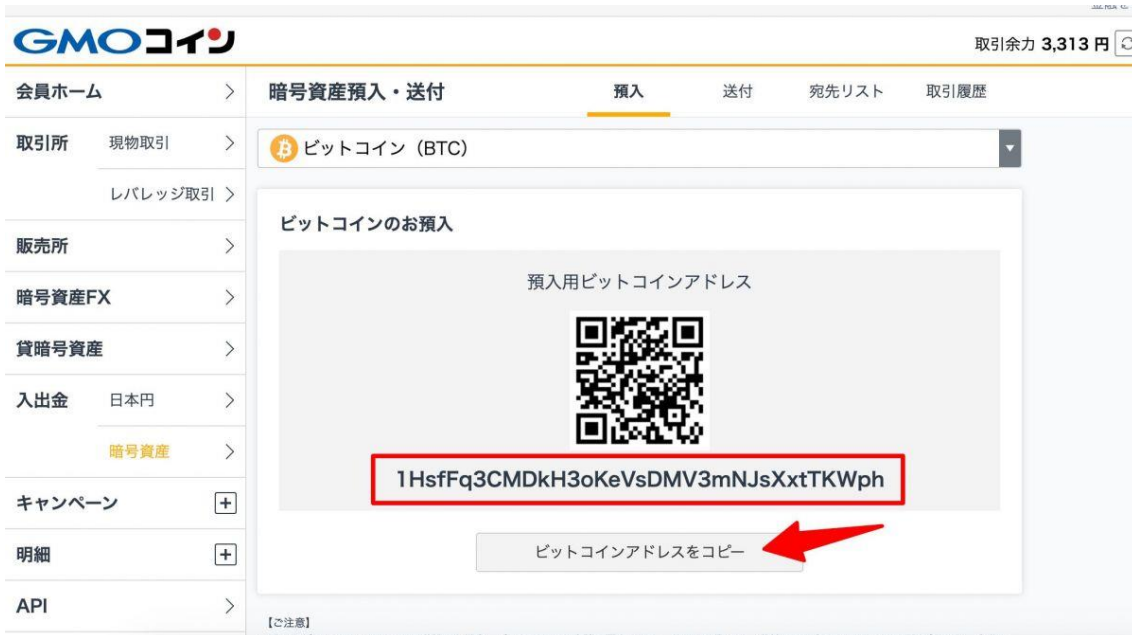 GMOコイン
取引余力 3,313 円
会員ホーム
暗号資産預入・送付 預入 送付 宛先リスト 取引履歴
取引所 現物取引
ビットコイン（BTC）
レバレッジ取引
ビットコインのお預入
販売所
預入用ビットコインアドレス
暗号資産FX
貸暗号資産
入出金 日本円
暗号資産
1HsfFq3CMDkH3oKeVsDMV3mNJsXxtTKWph
キャンペーン
明細
ビットコインアドレスをコピー
API
【ご注意】